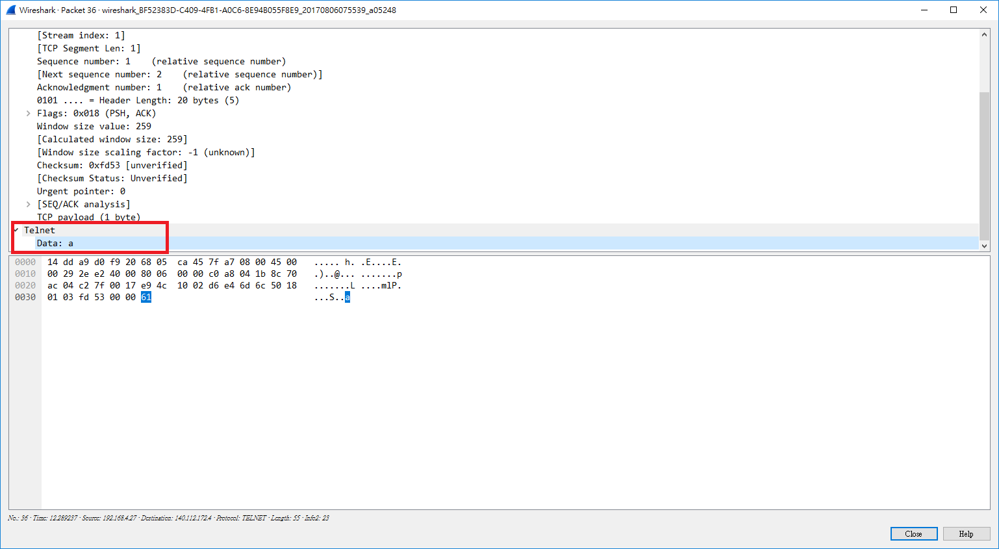 Wireshark · Packet 36 · wireshark_BF52383D-C409-4FB1-A0C6-8E94B055F8E9_20170806075539_a05248
[Stream index: 1]
[TCP Segment Len: 1]
Sequence number: 1    (relative sequence number)
[Next sequence number: 2    (relative sequence number)]
Acknowledgment number: 1    (relative ack number)
0101 .... = Header Length: 20 bytes (5)
Flags: 0x018 (PSH, ACK)
Window size value: 259
[Calculated window size: 259]
[Window size scaling factor: -1 (unknown)]
Checksum: 0xfd53 [unverified]
[Checksum Status: Unverified]
Urgent pointer: 0
[SEQ/ACK analysis]
TCP payload (1 byte)
Telnet
Data: a
0000 14 dd a9 d0 f9 20 68 05  ca 45 7f a7 08 00 45 00 ..... h. .E....E.
0010 00 29 2e e2 40 00 80 06  00 00 c0 a8 04 1b 8c 70 .)..@... .......p
0020 ac 04 c2 7f 00 17 e9 4c  10 02 d6 e4 6d 6c 50 18 .......L ....mlP.
0030 01 03 fd 53 00 00 61 ...S..a
No.: 36 · Time: 12.289237 · Source: 192.168.4.27 · Destination: 140.112.172.4 · Protocol: TELNET · Length: 55 · Info2: 23
Close Help